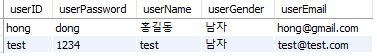 userID userPassword userName userGender userEmail
hong dong 홍길동 남자 hong@gmail.com
test 1234 test 남자 test@test.com